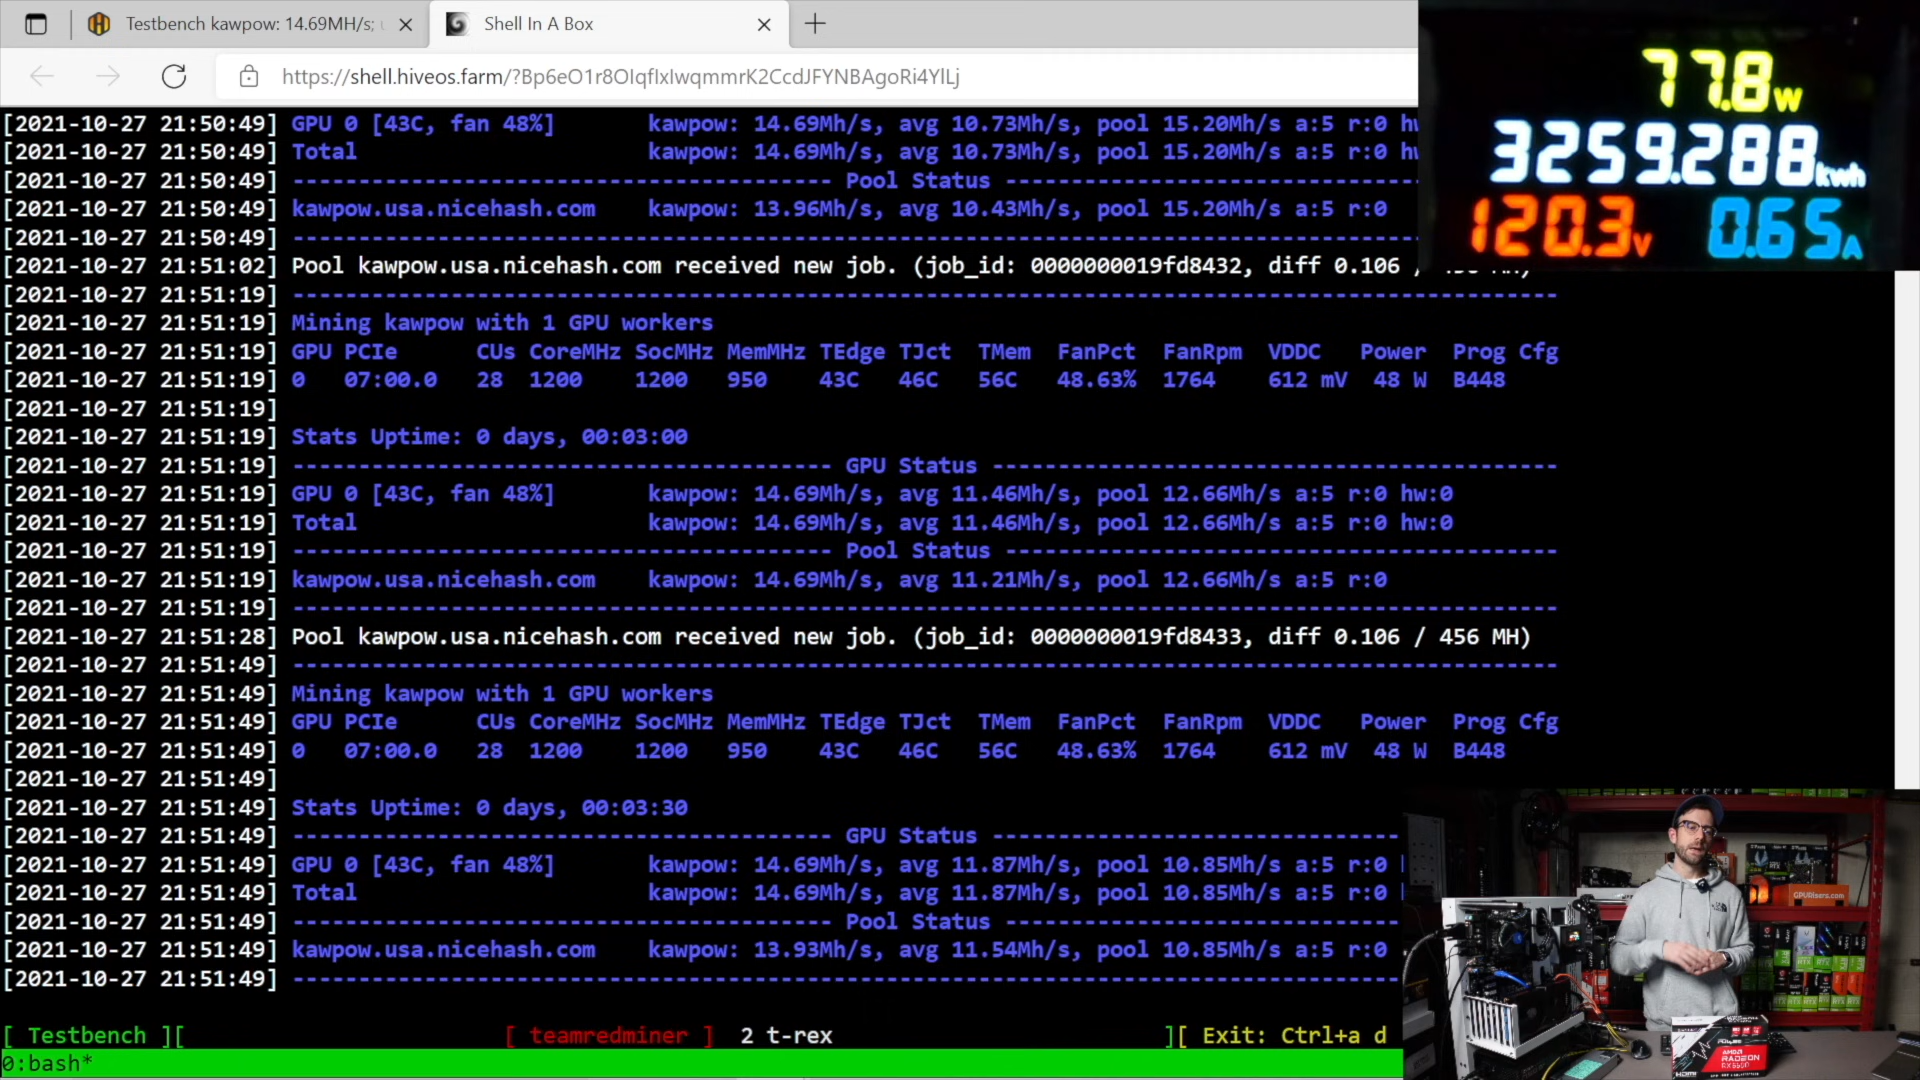 Testbench kawpow: 14.69MH/s;
Shell In A Box
https://shell.hiveos.farm/?Bp6eO1r8OIqfIxIwqmmrK2CcdJFYNBAgoRi4YlLj
77.8 W
3259.288 kwh
120.3 V 0.65 A
[2021-10-27 21:50:49] GPU 0 [43C, fan 48%] kawpow: 14.69Mh/s, avg 10.73Mh/s, pool 15.20Mh/s a:5 r:0
[2021-10-27 21:50:49] Total kawpow: 14.69Mh/s, avg 10.73Mh/s, pool 15.20Mh/s a:5 r:0
[2021-10-27 21:50:49] ---------------------------------------- Pool Status -------------------------------
[2021-10-27 21:50:49] kawpow.usa.nicehash.com kawpow: 13.96Mh/s, avg 10.43Mh/s, pool 15.20Mh/s a:5 r:0
[2021-10-27 21:50:49] -------------------------------------------------------------------------------------
[2021-10-27 21:51:02] Pool kawpow.usa.nicehash.com received new job. (job_id: 0000000019fd8432, diff 0.106 /
[2021-10-27 21:51:19] ------------------------------------------------------------------------------------------------
[2021-10-27 21:51:19] Mining kawpow with 1 GPU workers
[2021-10-27 21:51:19] GPU PCIe CUs CoreMHz SocMHz MemMHz TEdge TJct TMem FanPct FanRpm VDDC Power Prog Cfg
[2021-10-27 21:51:19] 0 07:00.0 28 1200 1200 950 43C 46C 56C 48.63% 1764 612 mV 48 W B448
[2021-10-27 21:51:19]
[2021-10-27 21:51:19] Stats Uptime: 0 days, 00:03:00
[2021-10-27 21:51:19] ----------------------------------------- GPU Status -------------------------------------------
[2021-10-27 21:51:19] GPU 0 [43C, fan 48%] kawpow: 14.69Mh/s, avg 11.46Mh/s, pool 12.66Mh/s a:5 r:0 hw:0
[2021-10-27 21:51:19] Total kawpow: 14.69Mh/s, avg 11.46Mh/s, pool 12.66Mh/s a:5 r:0 hw:0
[2021-10-27 21:51:19] ----------------------------------------- Pool Status ------------------------------------------
[2021-10-27 21:51:19] kawpow.usa.nicehash.com kawpow: 14.69Mh/s, avg 11.21Mh/s, pool 12.66Mh/s a:5 r:0
[2021-10-27 21:51:19] ------------------------------------------------------------------------------------------------
[2021-10-27 21:51:28] Pool kawpow.usa.nicehash.com received new job. (job_id: 0000000019fd8433, diff 0.106 / 456 MH)
[2021-10-27 21:51:49] ------------------------------------------------------------------------------------------------
[2021-10-27 21:51:49] Mining kawpow with 1 GPU workers
[2021-10-27 21:51:49] GPU PCIe CUs CoreMHz SocMHz MemMHz TEdge TJct TMem FanPct FanRpm VDDC Power Prog Cfg
[2021-10-27 21:51:49] 0 07:00.0 28 1200 1200 950 43C 46C 56C 48.63% 1764 612 mV 48 W B448
[2021-10-27 21:51:49]
[2021-10-27 21:51:49] Stats Uptime: 0 days, 00:03:30
[2021-10-27 21:51:49] ----------------------------------------- GPU Status -------------------------------
[2021-10-27 21:51:49] GPU 0 [43C, fan 48%] kawpow: 14.69Mh/s, avg 11.87Mh/s, pool 10.85Mh/s a:5 r:0
[2021-10-27 21:51:49] Total kawpow: 14.69Mh/s, avg 11.87Mh/s, pool 10.85Mh/s a:5 r:0
[2021-10-27 21:51:49] ----------------------------------------- Pool Status ------------------------------
[2021-10-27 21:51:49] kawpow.usa.nicehash.com kawpow: 13.93Mh/s, avg 11.54Mh/s, pool 10.85Mh/s a:5 r:0
[2021-10-27 21:51:49] ------------------------------------------------------------------------------------
[ Testbench ][ [ teamredminer ] 2 t-rex ][ Exit: Ctrl+a d
0:bash*
GPURisers.com
AMD
RADEON
RX 6600